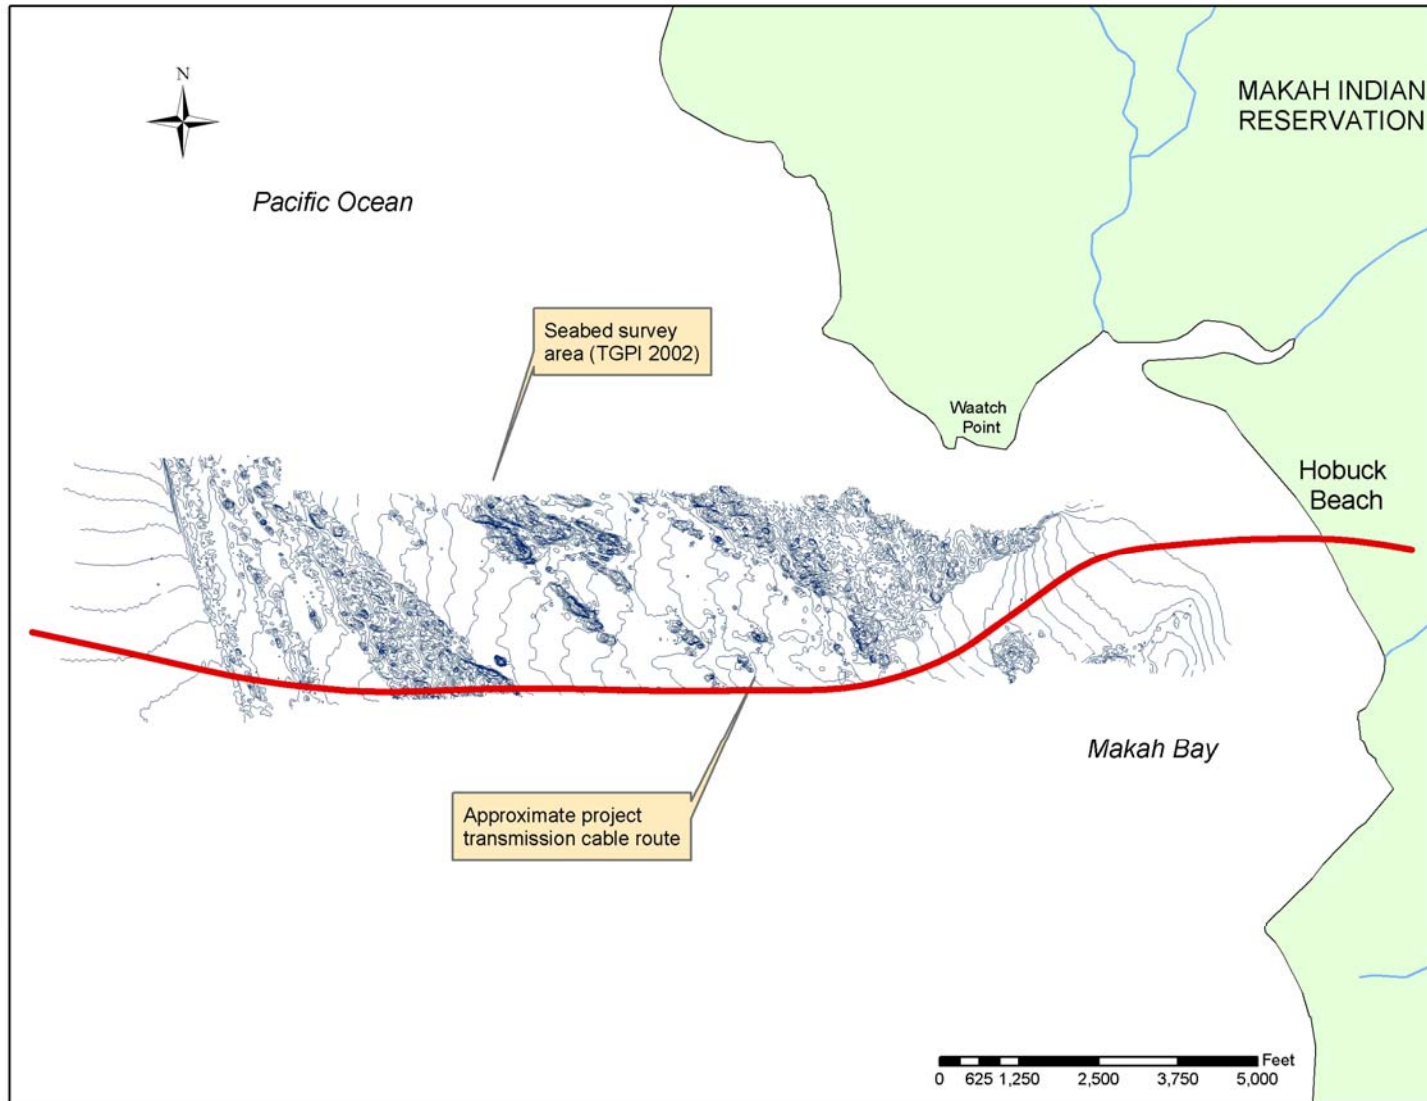 N
MAKAH INDIAN
RESERVATION
Pacific Ocean
Seabed survey
area (TGPI 2002)
Waatch
Point
Hobuck
Beach
Makah Bay
Approximate project
transmission cable route
Feet
0 625 1,250 2,500 3,750 5,000